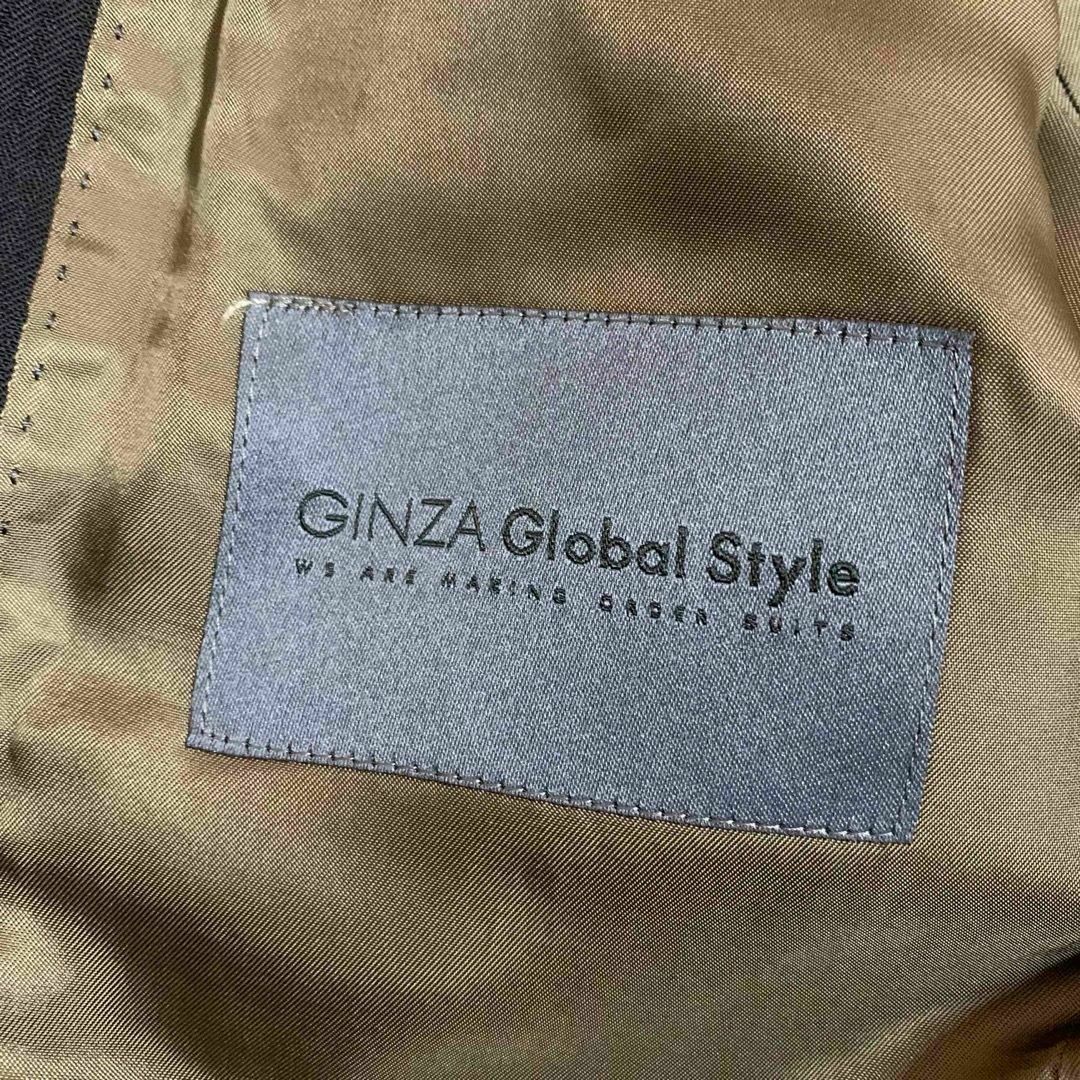 GINZA Global Style
WE ARE MAKING ORDER SUITS